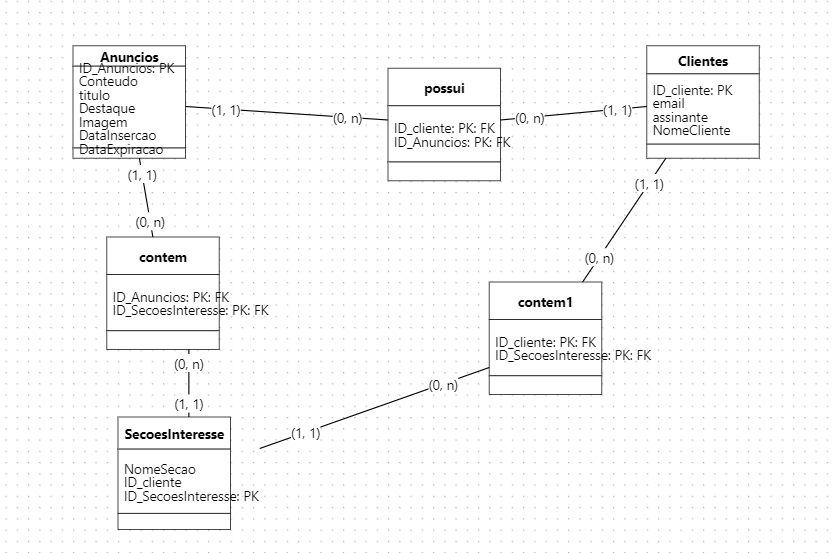 Anuncios
ID_Anuncios: PK
Conteudo
titulo
Destaque
Imagem
DataInsercao
DataExpiracao
(1, 1)
(0, n)
possui
ID_cliente: PK: FK
ID_Anuncios: PK: FK
(0, n)
(1, 1)
Clientes
ID_cliente: PK
email
assinante
NomeCliente
(1, 1)
(0, n)
contem
ID_Anuncios: PK: FK
ID_SecoesInteresse: PK: FK
(0, n)
(1, 1)
(1, 1)
(0, n)
contem1
ID_cliente: PK: FK
ID_SecoesInteresse: PK: FK
(0, n)
(1, 1)
SecoesInteresse
NomeSecao
ID_cliente
ID_SecoesInteresse: PK